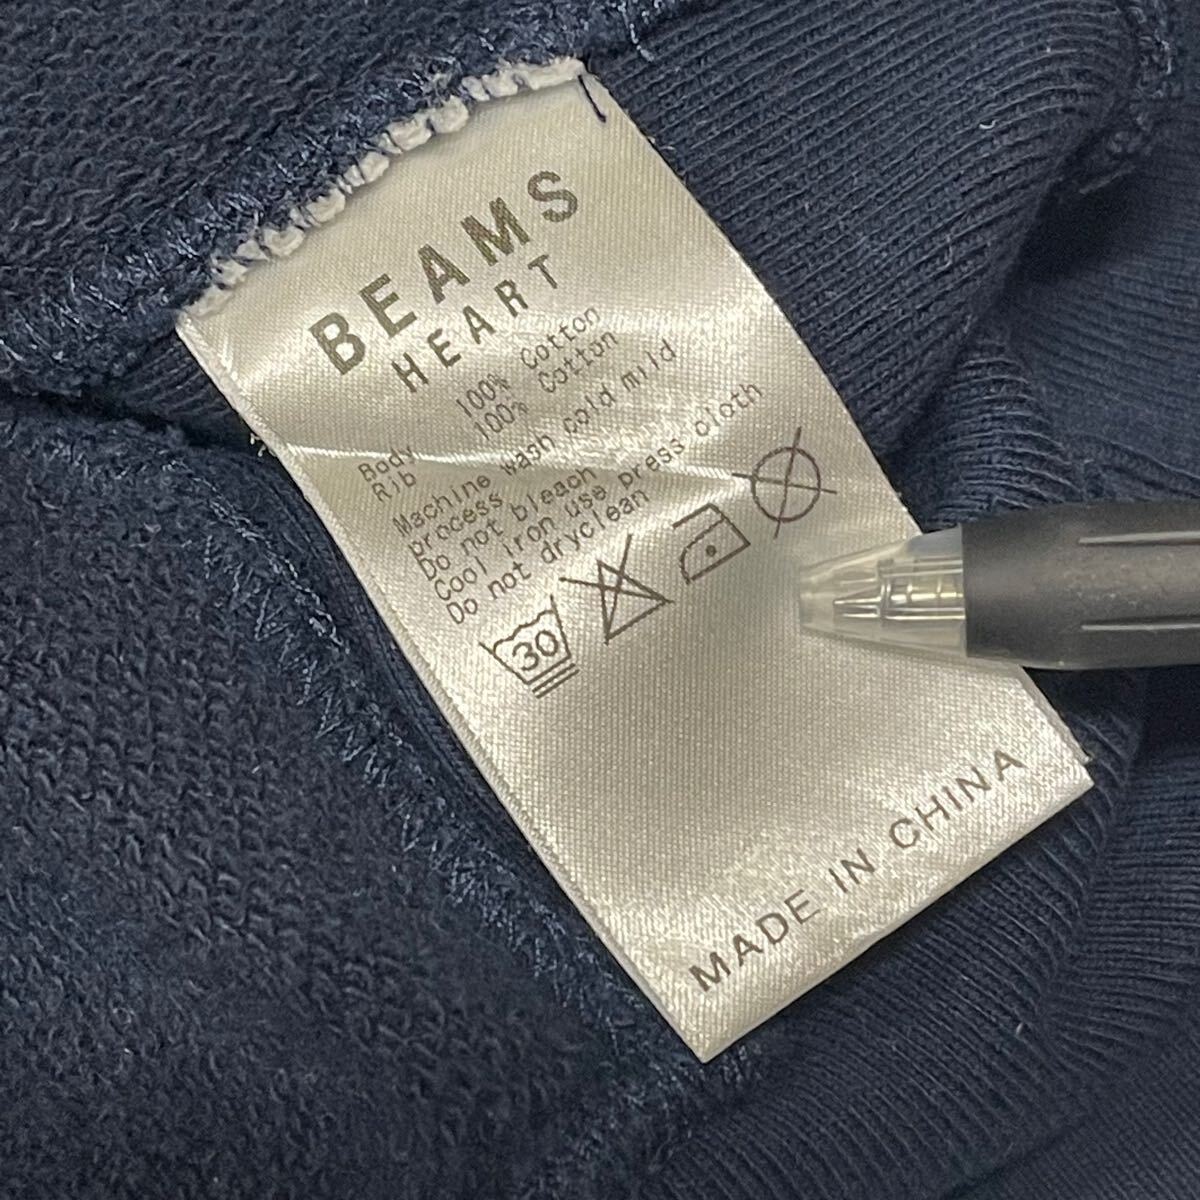 BEAMS
HEART
Body 100% Cotton
Rib 100% Cotton
Machine wash cold mild
process
Do not bleach
Cool iron use press cloth
Do not dryclean
30
MADE IN CHINA